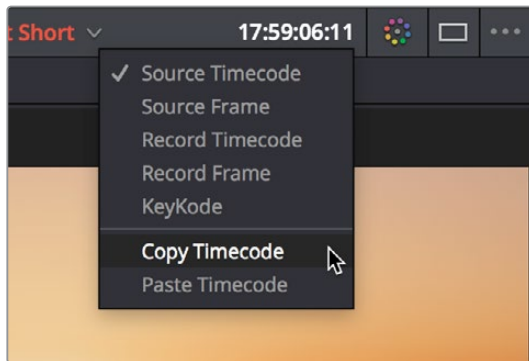 t Short 17:59:06:11
Source Timecode
Source Frame
Record Timecode
Record Frame
KeyKode
Copy Timecode
Paste Timecode